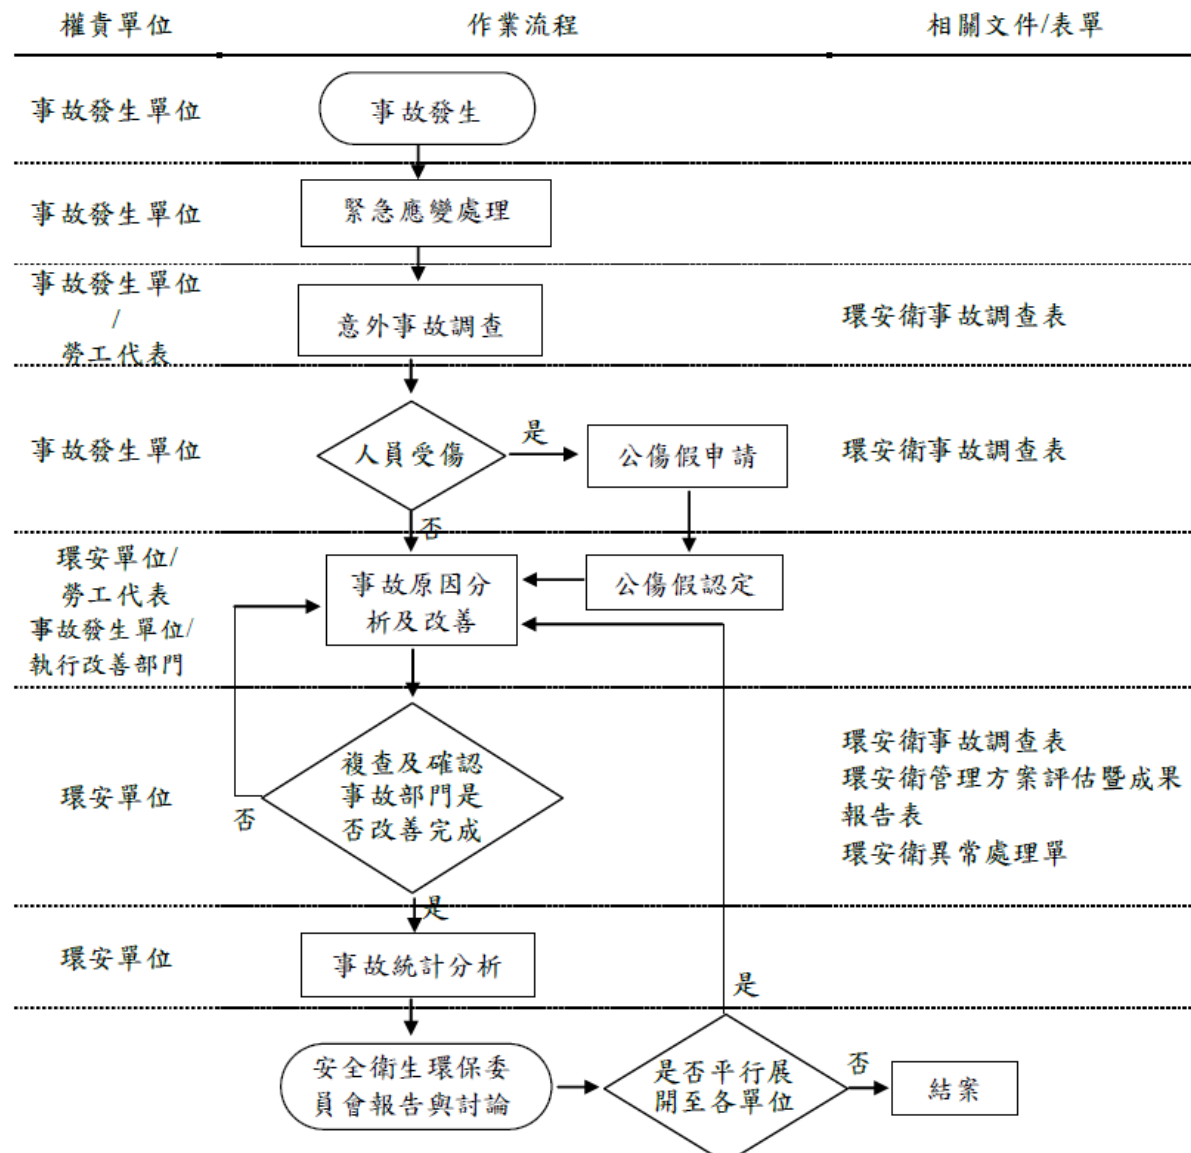 權責單位
作業流程
相關文件/表單
事故發生單位
事故發生
事故發生單位
緊急應變處理
事故發生單位
/
勞工代表
意外事故調查
環安衛事故調查表
事故發生單位
人員受傷
是
公傷假申請
環安衛事故調查表
否
環安單位/
勞工代表
事故發生單位/
執行改善部門
事故原因分
析及改善
公傷假認定
環安單位
否
複查及確認
事故部門是
否改善完成
環安衛事故調查表
環安衛管理方案評估暨成果
報告表
環安衛異常處理單
是
環安單位
事故統計分析
是
安全衛生環保委
員會報告與討論
是否平行展
開至各單位
否
結案